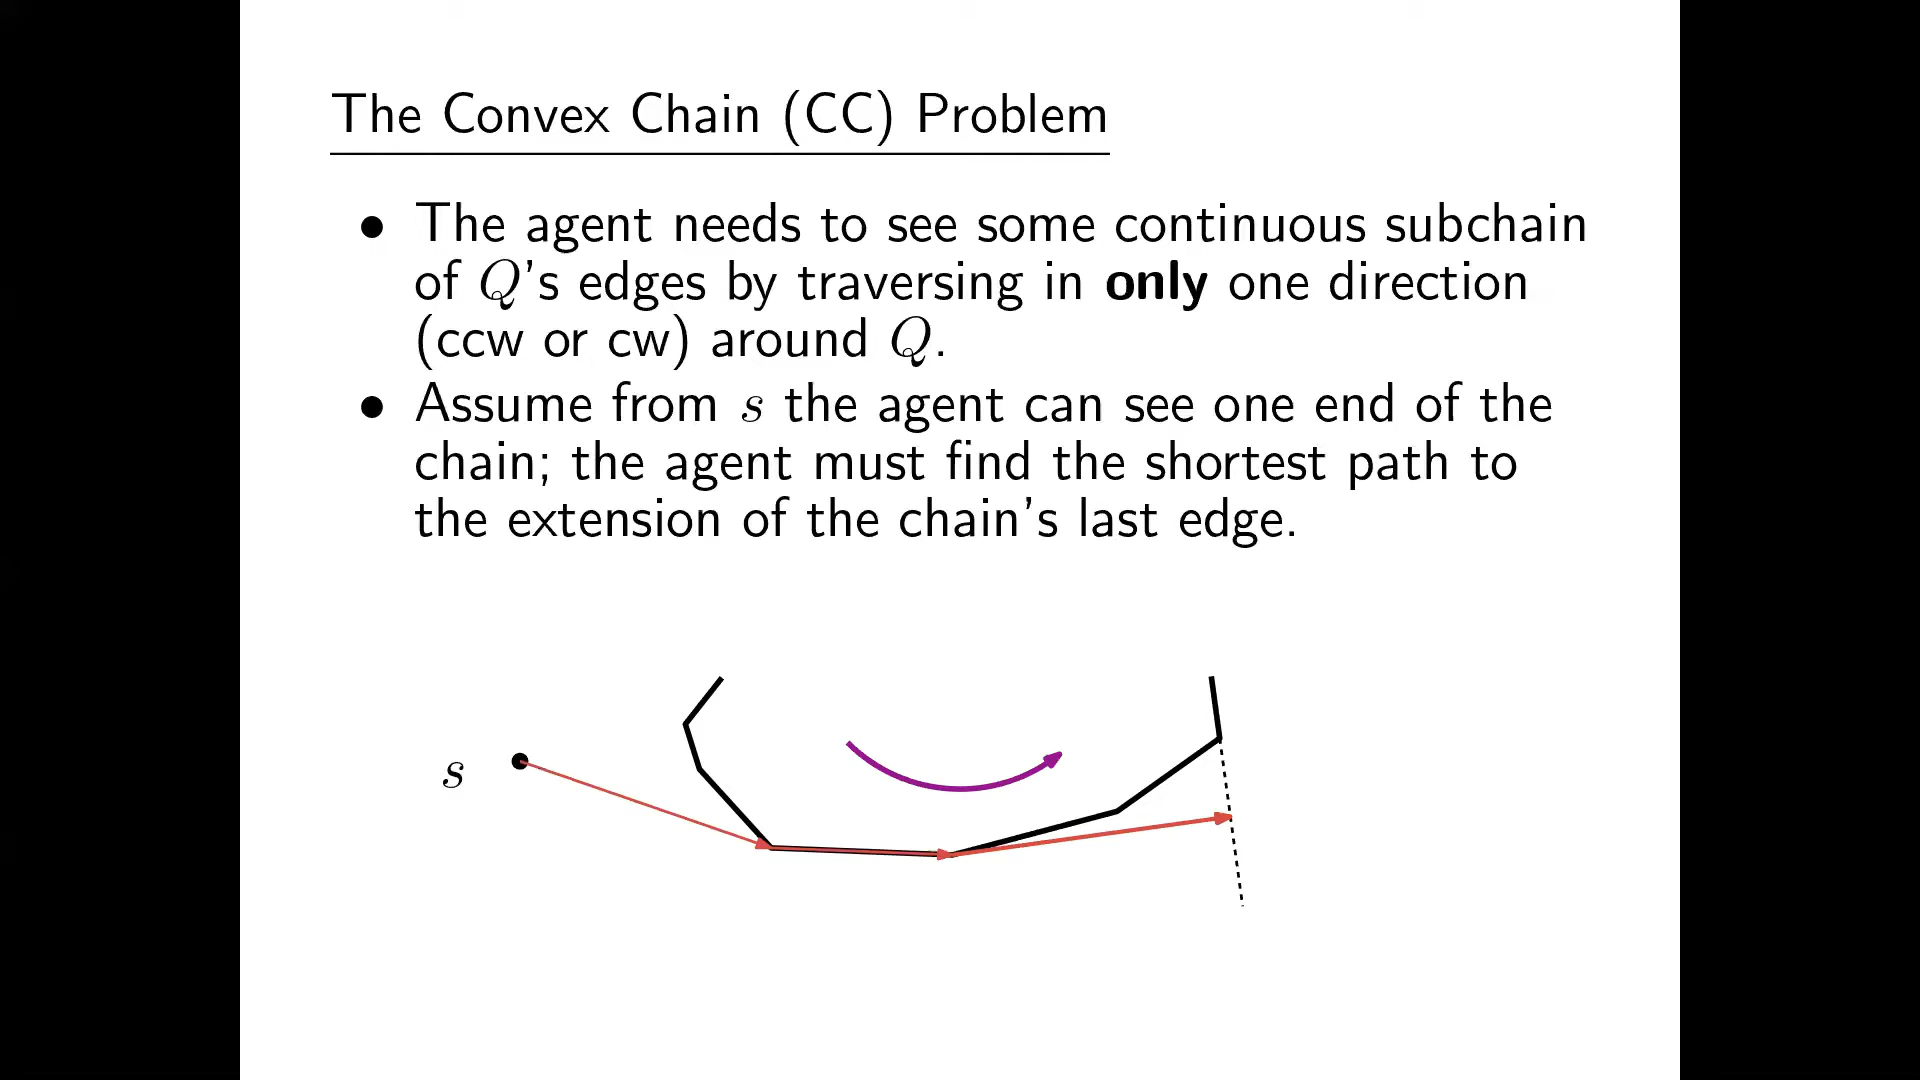 The Convex Chain (CC) Problem
• The agent needs to see some continuous subchain
of Q's edges by traversing in only one direction
(ccw or cw) around Q.
• Assume from s the agent can see one end of the
chain; the agent must find the shortest path to
the extension of the chain's last edge.
s